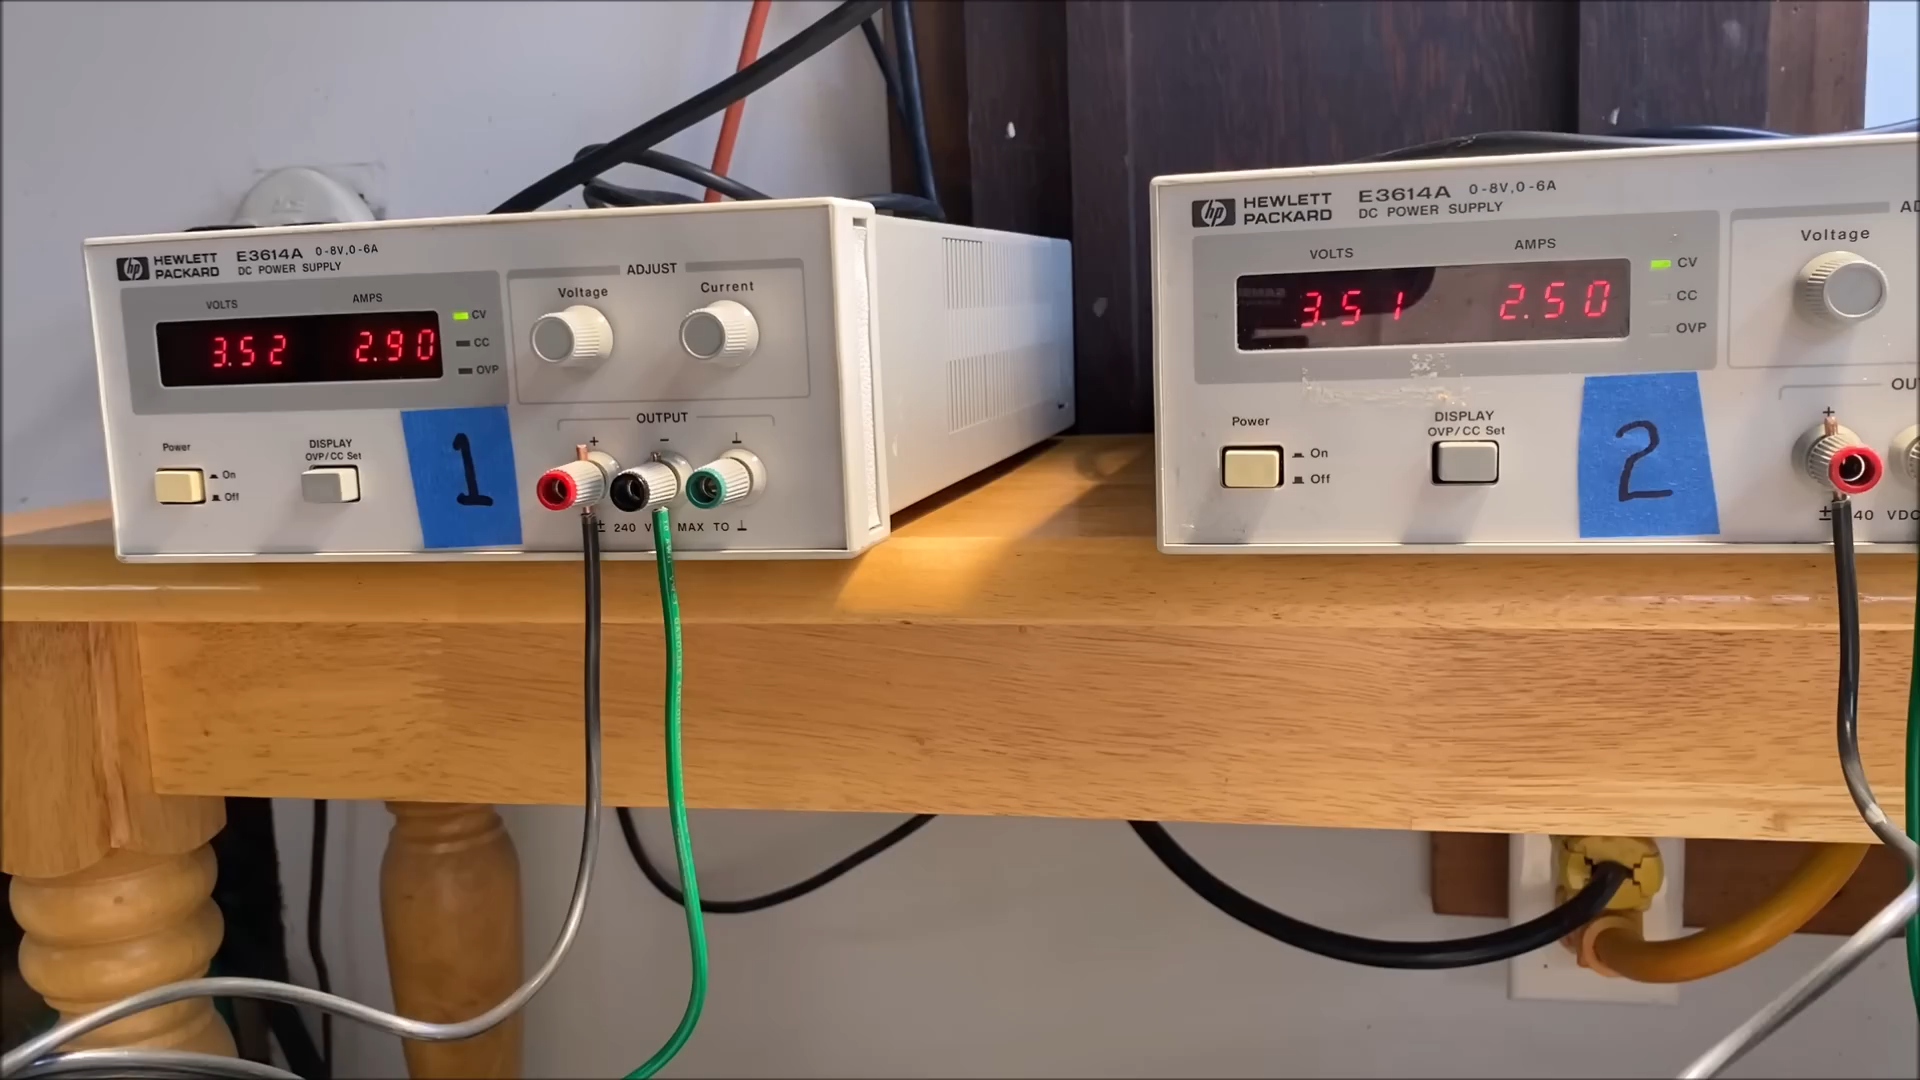 hp HEWLETT PACKARD E3614A 0-8V,0-6A
DC POWER SUPPLY
VOLTS AMPS
3.52 2.90
CV
CC
OVP
ADJUST
Voltage Current
Power
On
Off
DISPLAY
OVP/CC Set
1
OUTPUT
+ - ⊥
± 240 MAX TO ⊥
hp HEWLETT PACKARD E3614A 0-8V,0-6A
DC POWER SUPPLY
VOLTS AMPS
3.51 2.50
CV
CC
OVP
Voltage
Power
On
Off
DISPLAY
OVP/CC Set
2
+
± 40 VDC